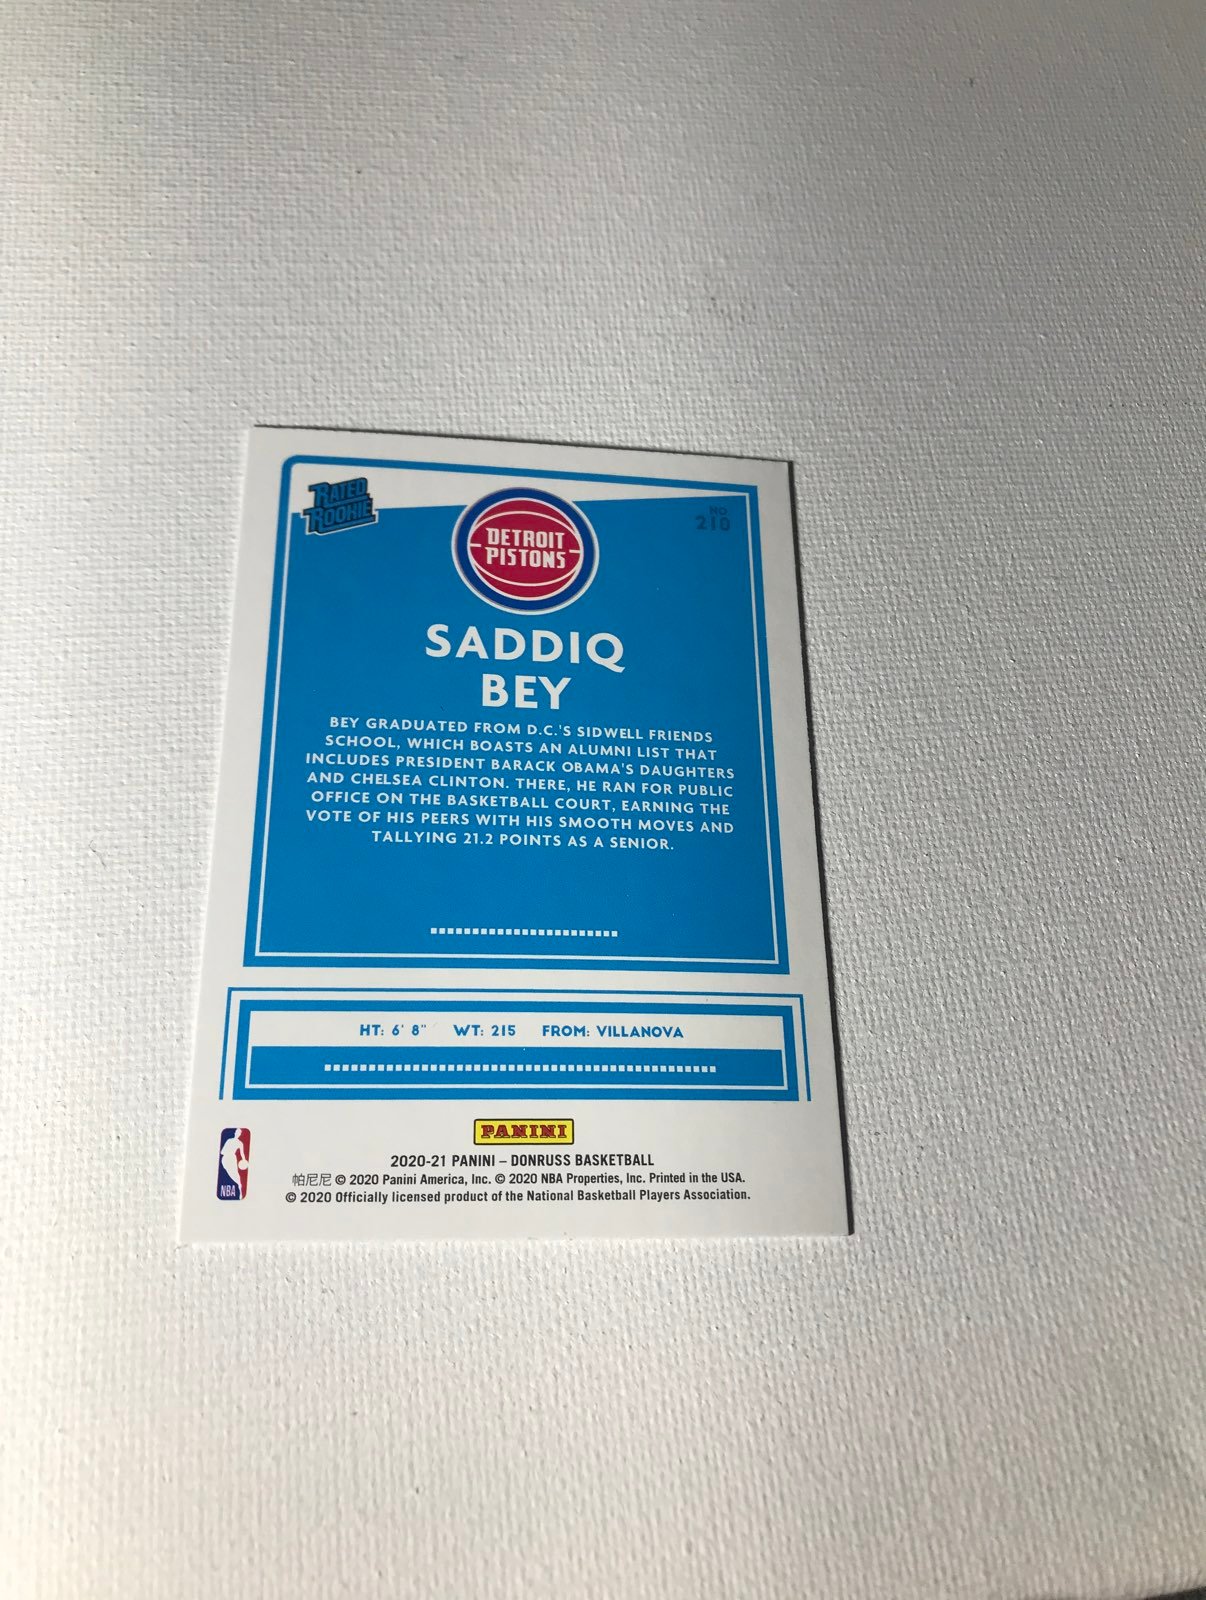 RATED
ROOKIE
NO.
210
DETROIT
PISTONS
SADDIQ
BEY
BEY GRADUATED FROM D.C.'S SIDWELL FRIENDS
SCHOOL, WHICH BOASTS AN ALUMNI LIST THAT
INCLUDES PRESIDENT BARACK OBAMA'S DAUGHTERS
AND CHELSEA CLINTON. THERE, HE RAN FOR PUBLIC
OFFICE ON THE BASKETBALL COURT, EARNING THE
VOTE OF HIS PEERS WITH HIS SMOOTH MOVES AND
TALLYING 21.2 POINTS AS A SENIOR.
HT: 6' 8" WT: 215 FROM: VILLANOVA
PANINI
NBA
2020-21 PANINI – DONRUSS BASKETBALL
帕尼尼 © 2020 Panini America, Inc. © 2020 NBA Properties, Inc. Printed in the USA.
© 2020 Officially licensed product of the National Basketball Players Association.